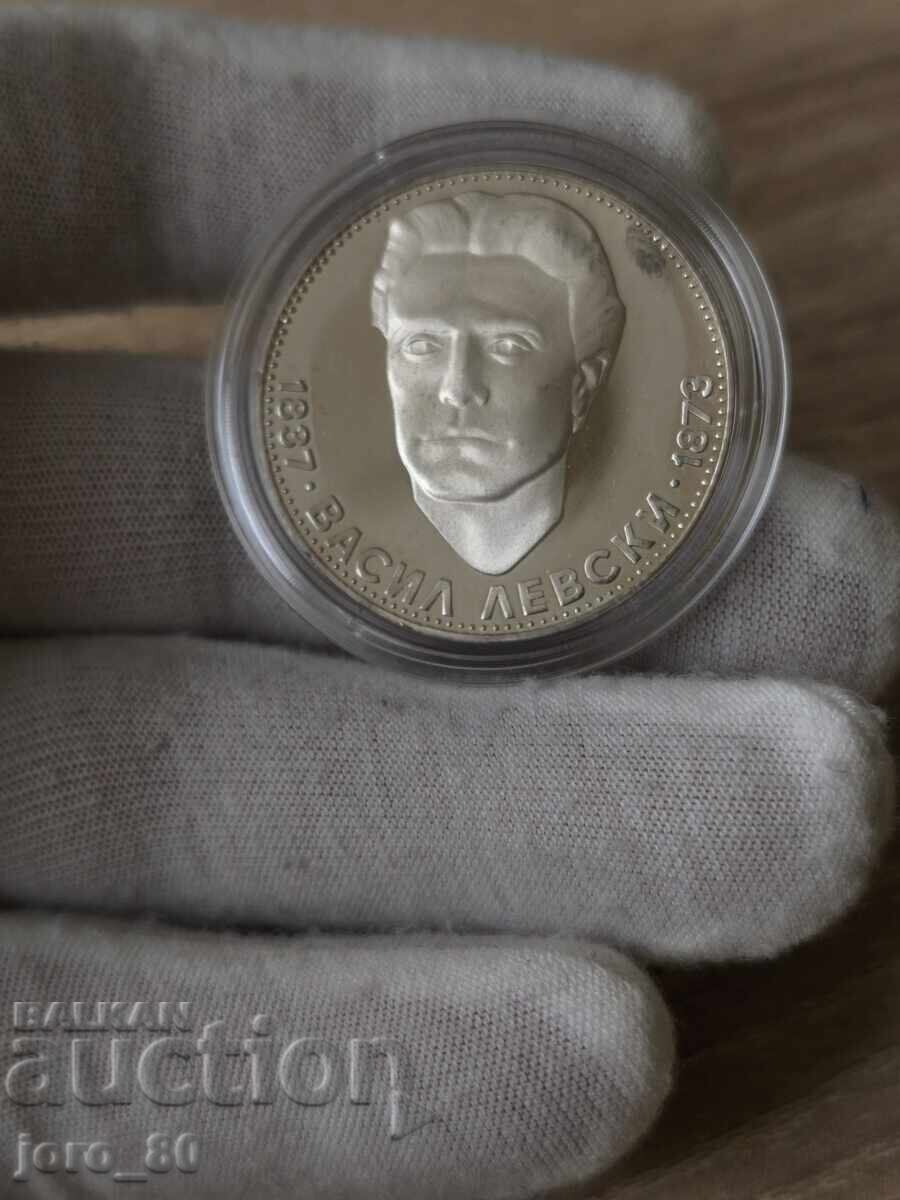 1837 · ВАСИЛ ЛЕВСКИ · 1873
BALKAN
auction
joro_80